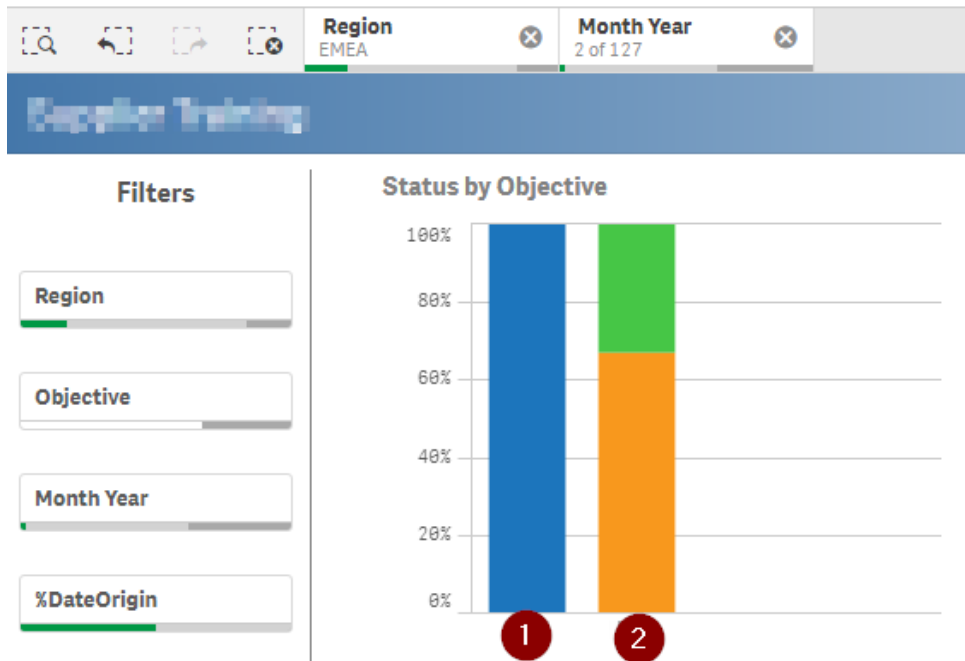 Region
EMEA
Month Year
2 of 127
Filters
Region
Objective
Month Year
%DateOrigin
Status by Objective
100%
80%
60%
40%
20%
0%
1
2